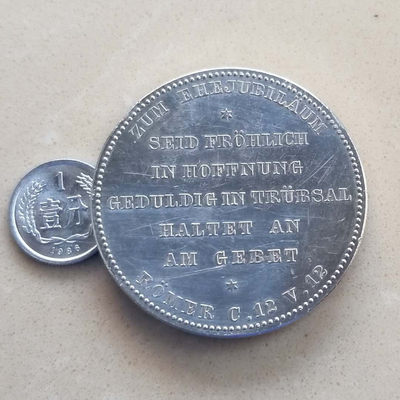 ZUM EHEJUBILÄUM
SEID FRÖHLICH
IN HOFFNUNG
GEDULDIG IN TRÜBSAL
HALTET AN
AM GEBET
RÖMER C. 12 V. 12
1
壹分
1986